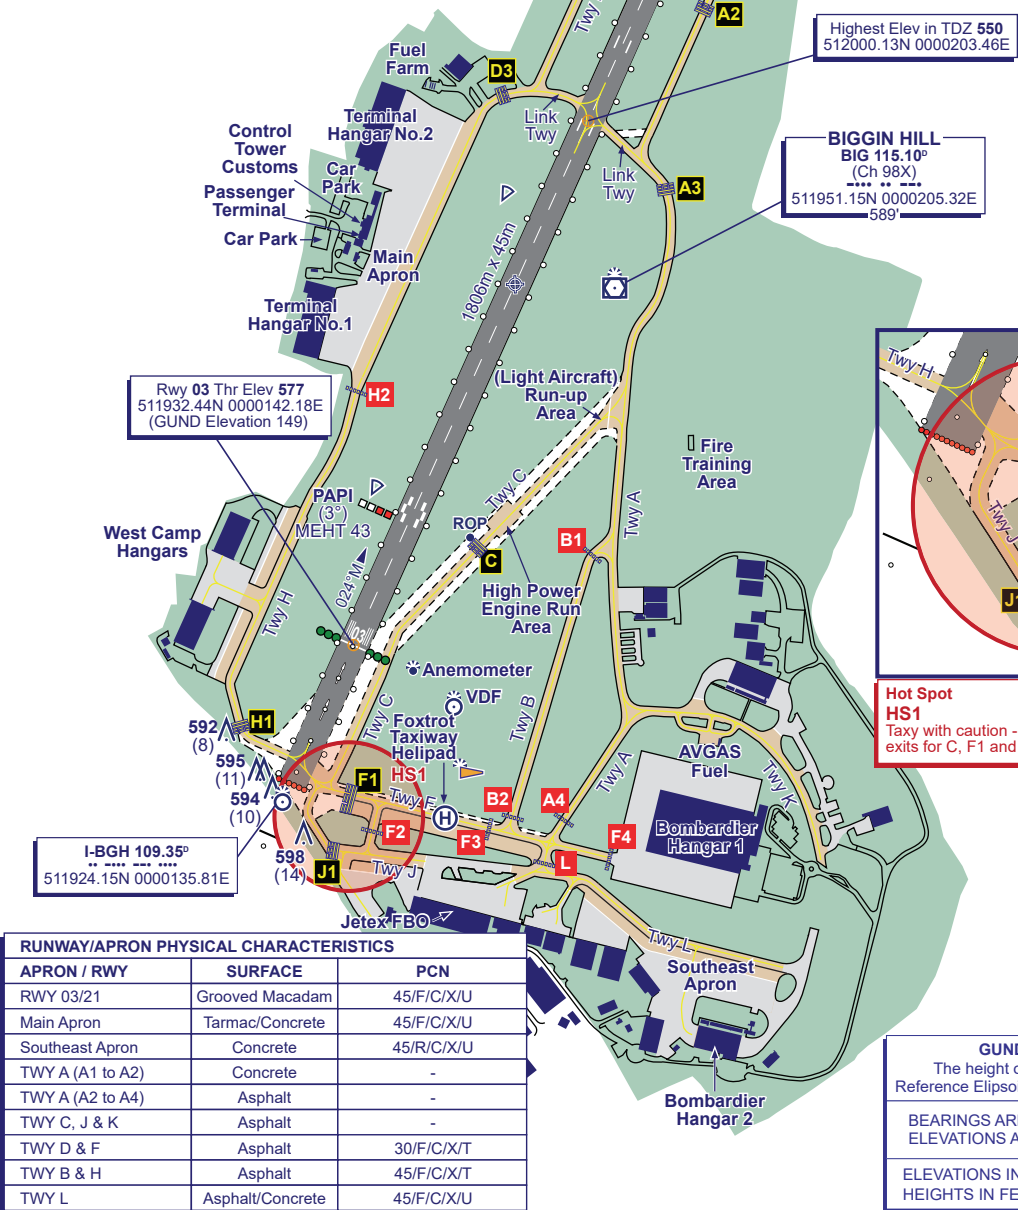 A2
Twy
Highest Elev in TDZ 550
512000.13N 0000203.46E
Fuel
Farm
D3
Terminal
Hangar No.2
Link
Twy
Control
Tower
Customs
BIGGIN HILL
BIG 115.10ᴰ
(Ch 98X)
-••• •• --•
511951.15N 0000205.32E
589'
Car
Park
Link
Twy
A3
Passenger
Terminal
Car Park
Main
Apron
1806m x 45m
Terminal
Hangar No.1
Rwy 03 Thr Elev 577
511932.44N 0000142.18E
(GUND Elevation 149)
H2
(Light Aircraft)
Run-up
Area
Twy H
Fire
Training
Area
Twy C
Twy A
PAPI
(3°)
MEHT 43
ROP
C
B1
West Camp
Hangars
024°M
High Power
Engine Run
Area
Twy J
J1
Twy H
03
Anemometer
VDF
Twy C
Twy B
Foxtrot
Taxiway
Helipad
Hot Spot
HS1
Taxy with caution -
exits for C, F1 and
592
(8)
H1
595
(11)
594
(10)
F1
HS1
Twy F
H
B2
A4
Twy A
AVGAS
Fuel
Twy K
F2
F3
F4
L
Bombardier
Hangar 1
I-BGH 109.35ᴰ
•• -••• --• ••••
511924.15N 0000135.81E
598
(14)
J1
Twy J
Jetex FBO
Twy L
Southeast
Apron
Bombardier
Hangar 2
RUNWAY/APRON PHYSICAL CHARACTERISTICS
APRON / RWY SURFACE PCN
RWY 03/21 Grooved Macadam 45/F/C/X/U
Main Apron Tarmac/Concrete 45/F/C/X/U
Southeast Apron Concrete 45/R/C/X/U
TWY A (A1 to A2) Concrete -
TWY A (A2 to A4) Asphalt -
TWY C, J & K Asphalt -
TWY D & F Asphalt 30/F/C/X/T
TWY B & H Asphalt 45/F/C/X/T
TWY L Asphalt/Concrete 45/F/C/X/U
GUND
The height o
Reference Elipso
BEARINGS AR
ELEVATIONS A
ELEVATIONS IN
HEIGHTS IN FE